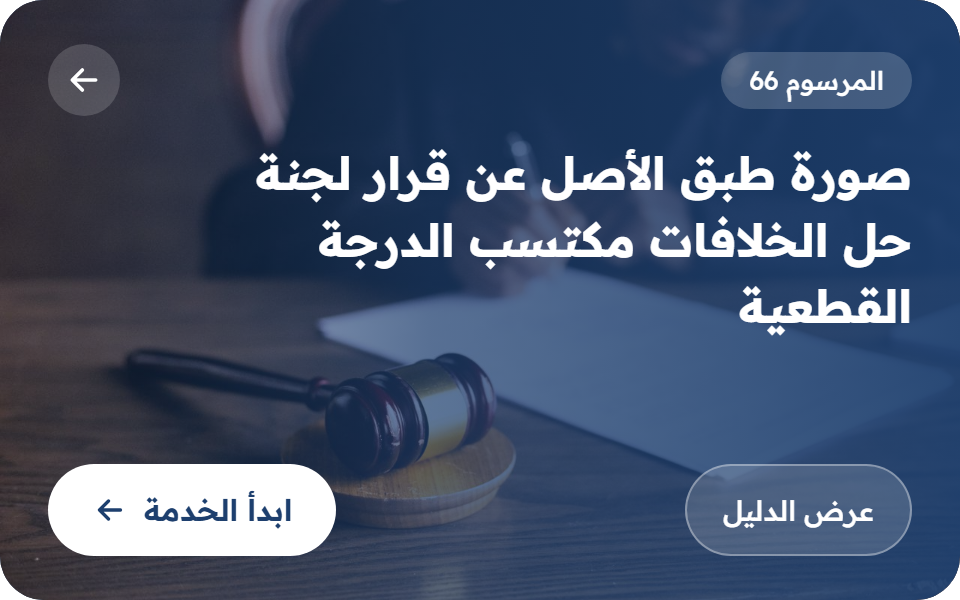 المرسوم 66
صورة طبق الأصل عن قرار لجنة
حل الخلافات مكتسب الدرجة
القطعية
عرض الدليل
ابدأ الخدمة